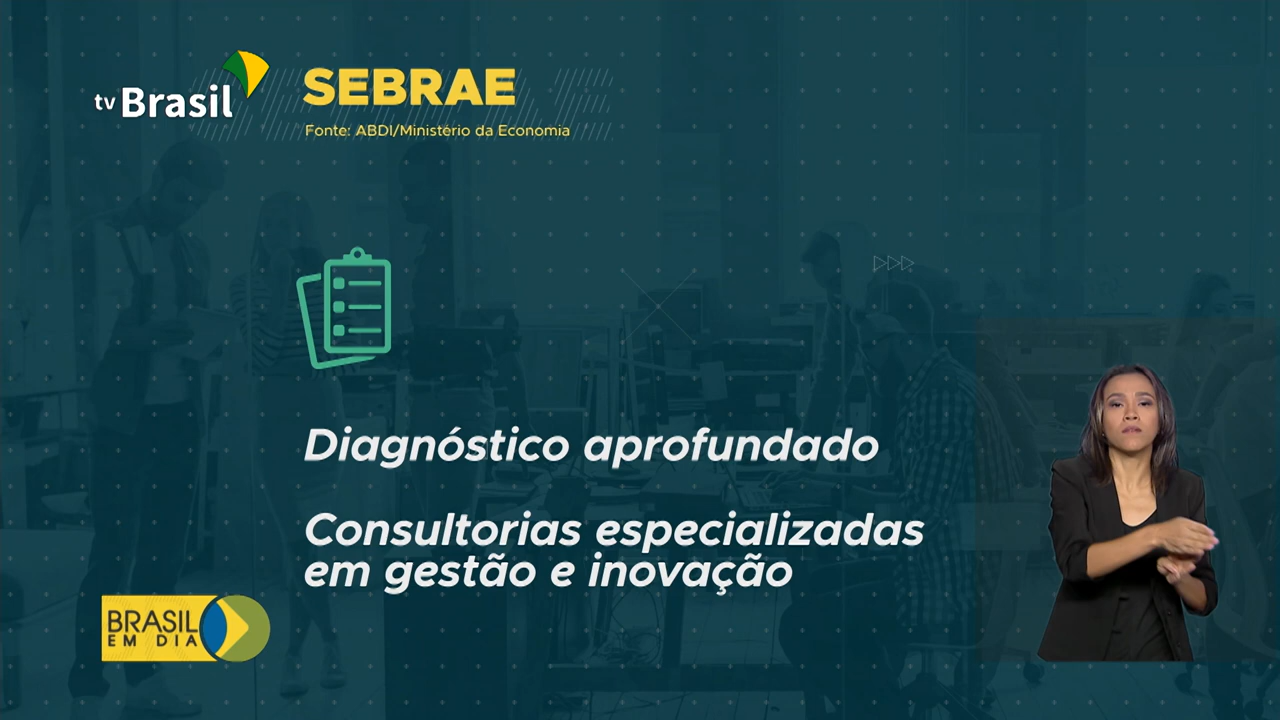 tv Brasil
SEBRAE
Fonte: ABDI/Ministério da Economia
Diagnóstico aprofundado
Consultorias especializadas
em gestão e inovação
BRASIL
EM DIA